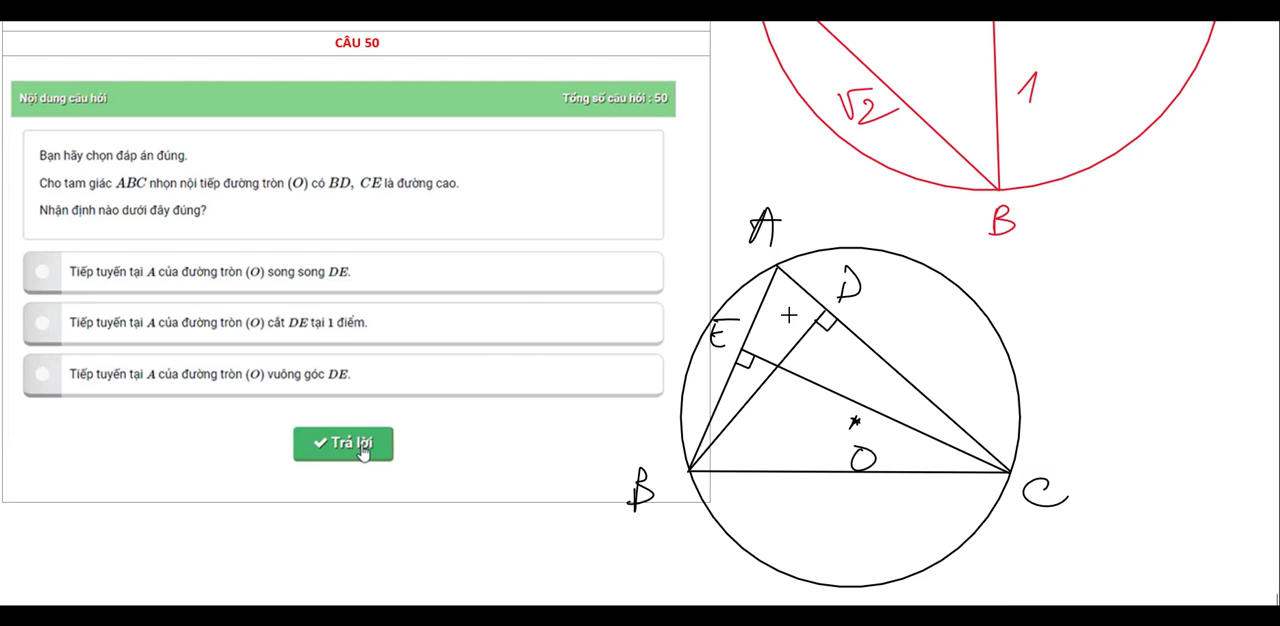 CÂU 50
Nội dung câu hỏi
Tổng số câu hỏi : 50
Bạn hãy chọn đáp án đúng.
Cho tam giác ABC nhọn nội tiếp đường tròn (O) có BD, CE là đường cao.
Nhận định nào dưới đây đúng?
Tiếp tuyến tại A của đường tròn (O) song song DE.
Tiếp tuyến tại A của đường tròn (O) cắt DE tại 1 điểm.
Tiếp tuyến tại A của đường tròn (O) vuông góc DE.
Trả lời
√2
1
B
A
D
E
O
B
C